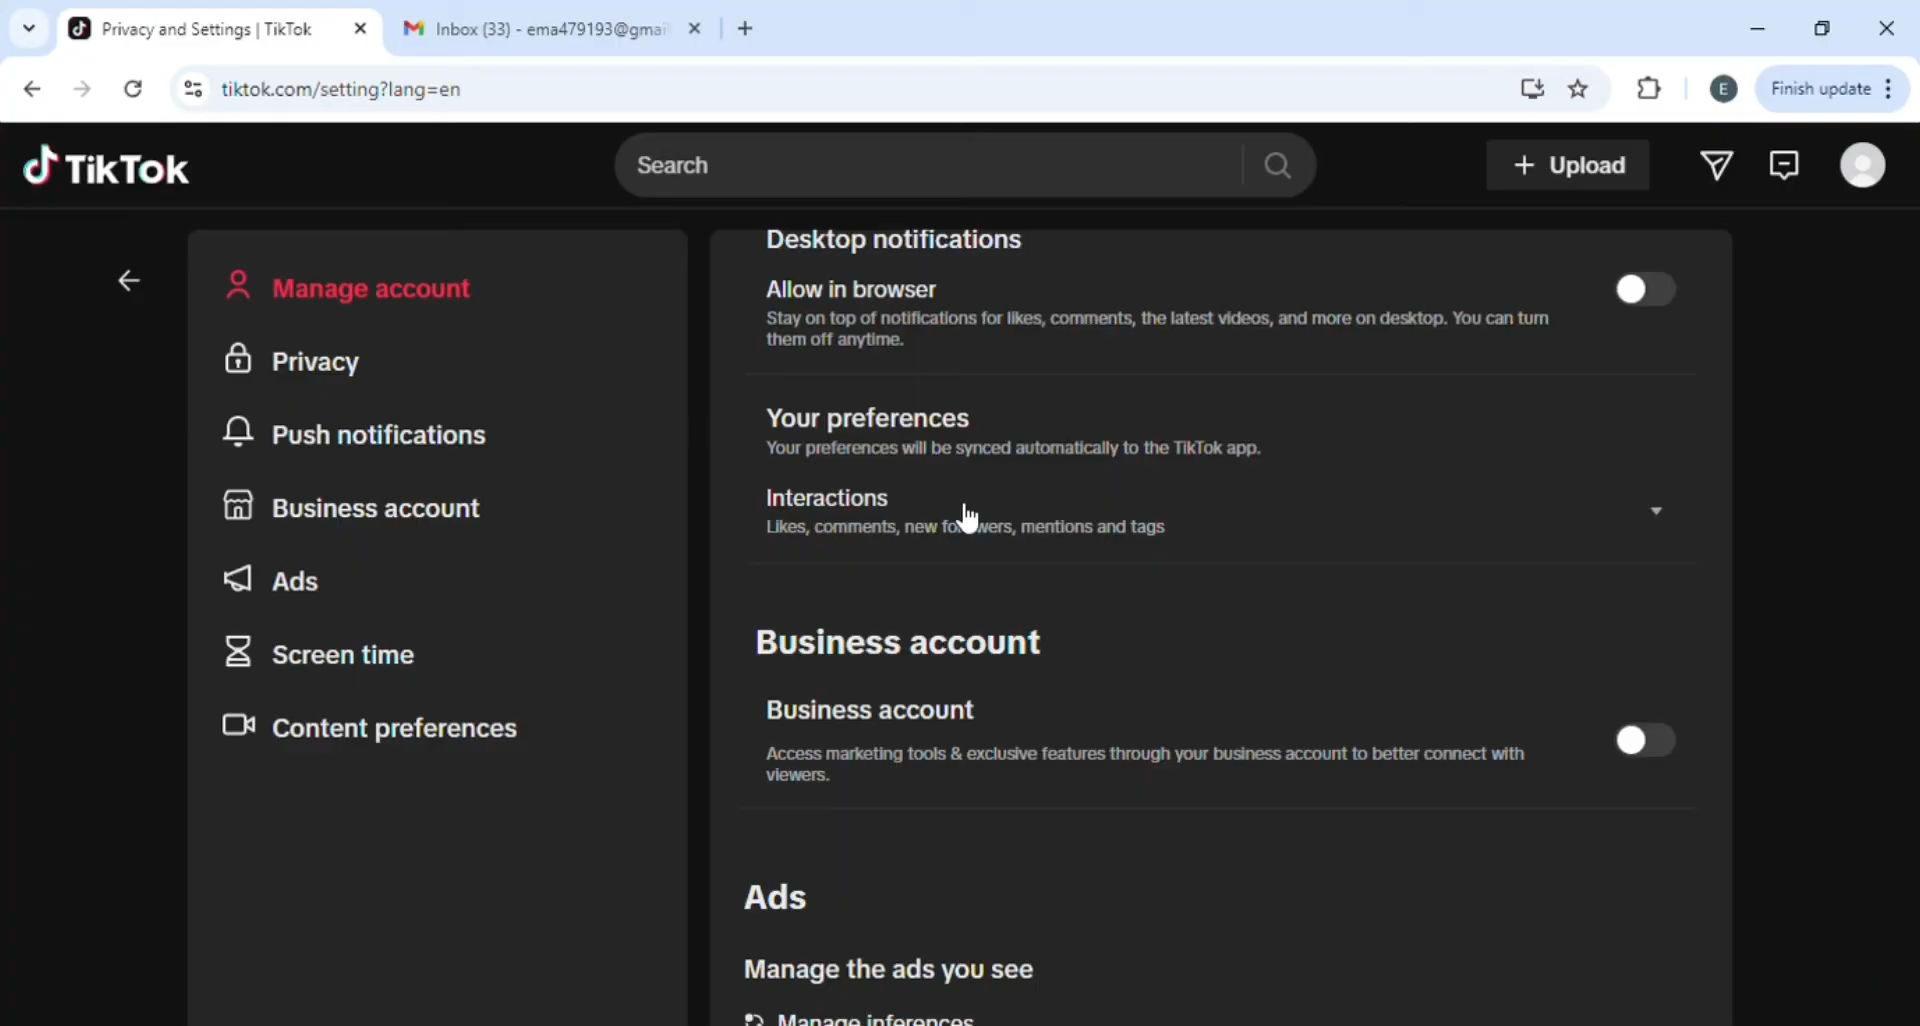 Privacy and Settings | TikTok
Inbox (33) - ema479193@gmai
tiktok.com/setting?lang=en
E
Finish update
TikTok
Search
+ Upload
Manage account
Privacy
Push notifications
Business account
Ads
Screen time
Content preferences
Desktop notifications
Allow in browser
Stay on top of notifications for likes, comments, the latest videos, and more on desktop. You can turn
them off anytime.
Your preferences
Your preferences will be synced automatically to the TikTok app.
Interactions
Likes, comments, new followers, mentions and tags
Business account
Business account
Access marketing tools & exclusive features through your business account to better connect with
viewers.
Ads
Manage the ads you see
Manage inferences